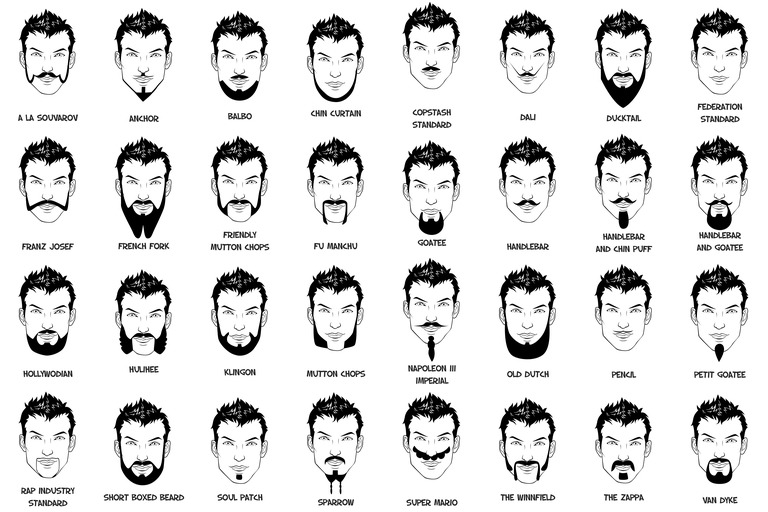 A LA SOUVAROV
ANCHOR
BALBO
CHIN CURTAIN
COPSTASH
STANDARD
DALI
DUCKTAIL
FEDERATION
STANDARD
FRANZ JOSEF
FRENCH FORK
FRIENDLY
MUTTON CHOPS
FU MANCHU
GOATEE
HANDLEBAR
HANDLEBAR
AND CHIN PUFF
HANDLEBAR
AND GOATEE
HOLLYWODIAN
HULIHEE
KLINGON
MUTTON CHOPS
NAPOLEON III
IMPERIAL
OLD DUTCH
PENCIL
PETIT GOATEE
RAP INDUSTRY
STANDARD
SHORT BOXED BEARD
SOUL PATCH
SPARROW
SUPER MARIO
THE WINNFIELD
THE ZAPPA
VAN DYKE